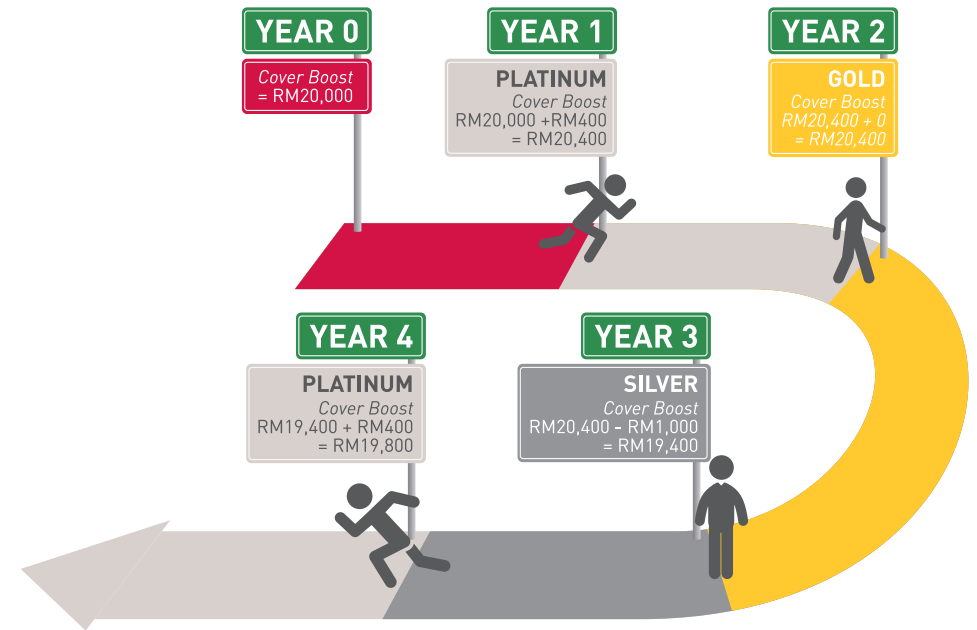 YEAR 0
Cover Boost
= RM20,000
YEAR 1
PLATINUM
Cover Boost
RM20,000 +RM400
= RM20,400
YEAR 2
GOLD
Cover Boost
RM20,400 + 0
= RM20,400
YEAR 4
PLATINUM
Cover Boost
RM19,400 + RM400
= RM19,800
YEAR 3
SILVER
Cover Boost
RM20,400 - RM1,000
= RM19,400